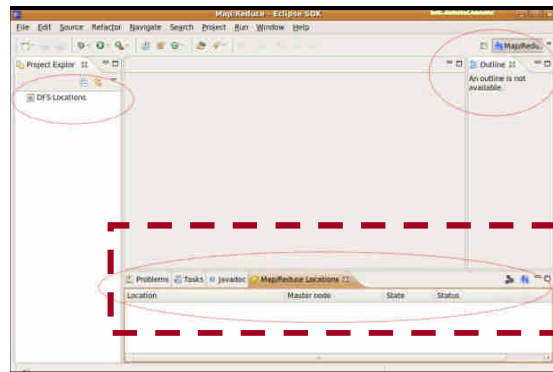 Map/Reduce - Eclipse SDK
File Edit Source Refactor Navigate Search Project Run Window Help
Map/Redu..
Project Explor
Outline
An outline is not
available.
DFS Locations
Problems Tasks Javadoc Map/Reduce Locations
Location Master node State Status